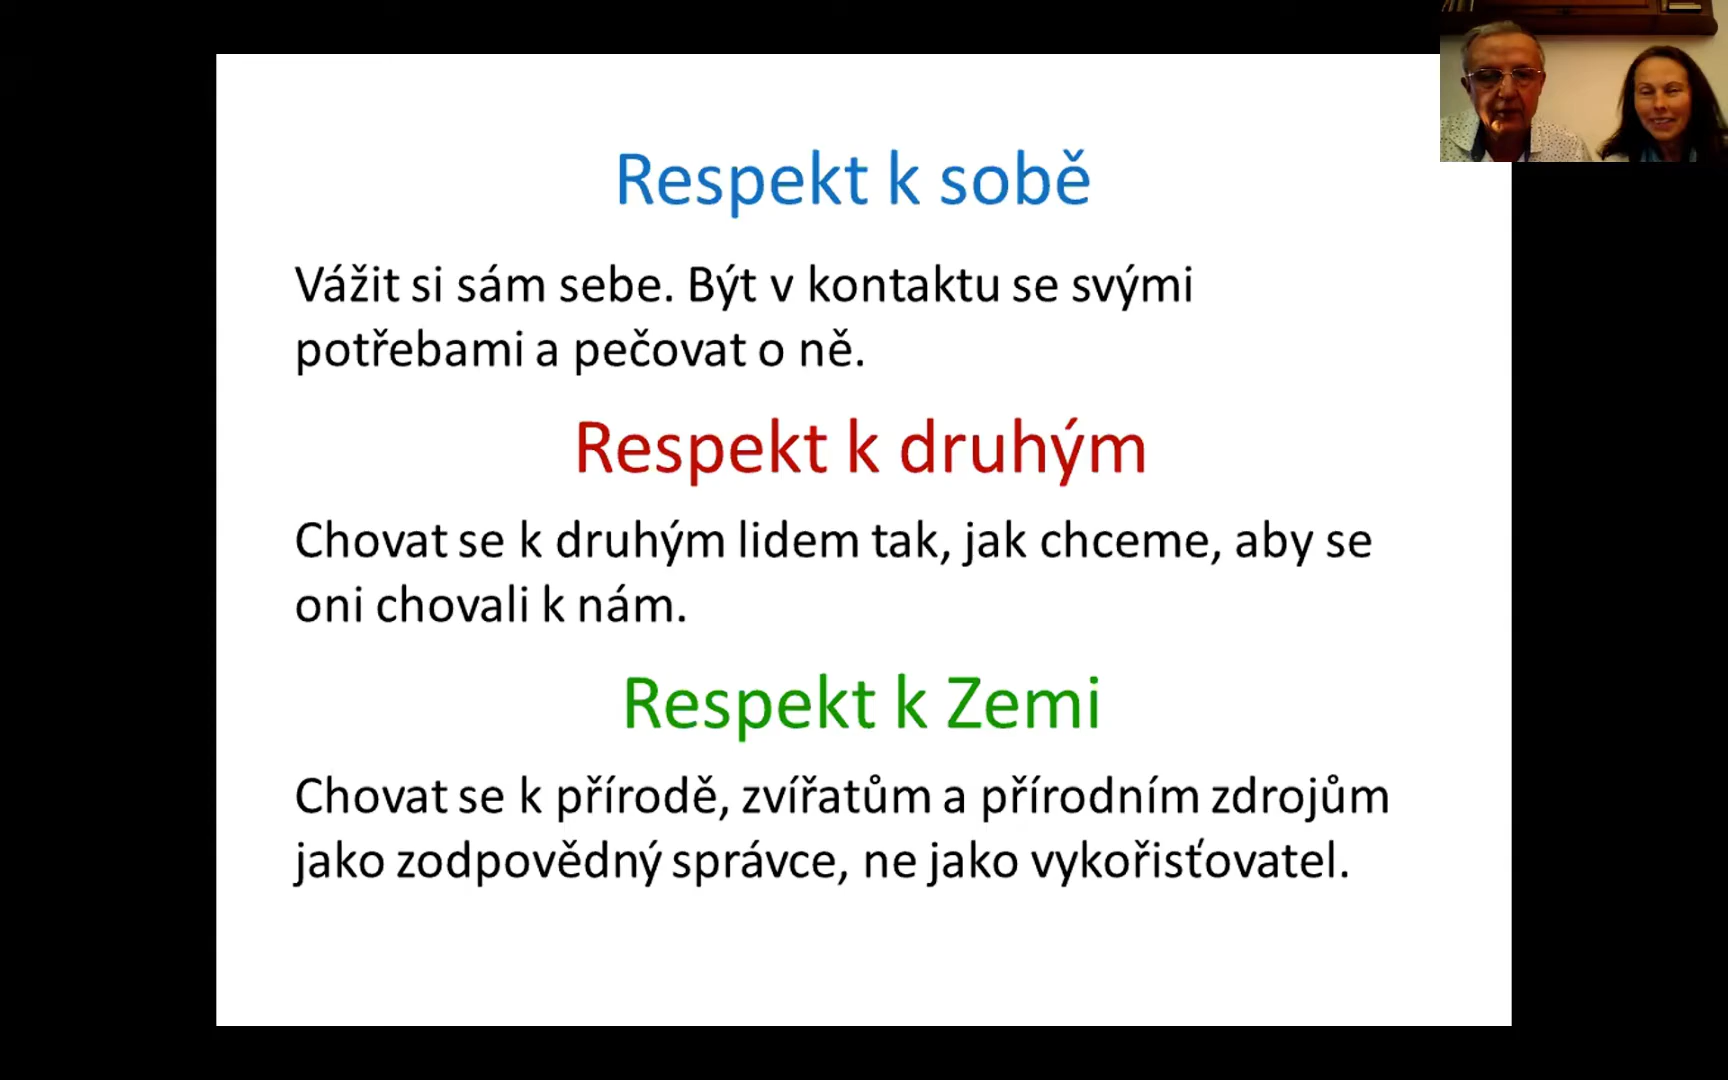 Respekt k sobě
Vážit si sám sebe. Být v kontaktu se svými
potřebami a pečovat o ně.
Respekt k druhým
Chovat se k druhým lidem tak, jak chceme, aby se
oni chovali k nám.
Respekt k Zemi
Chovat se k přírodě, zvířatům a přírodním zdrojům
jako zodpovědný správce, ne jako vykořisťovatel.